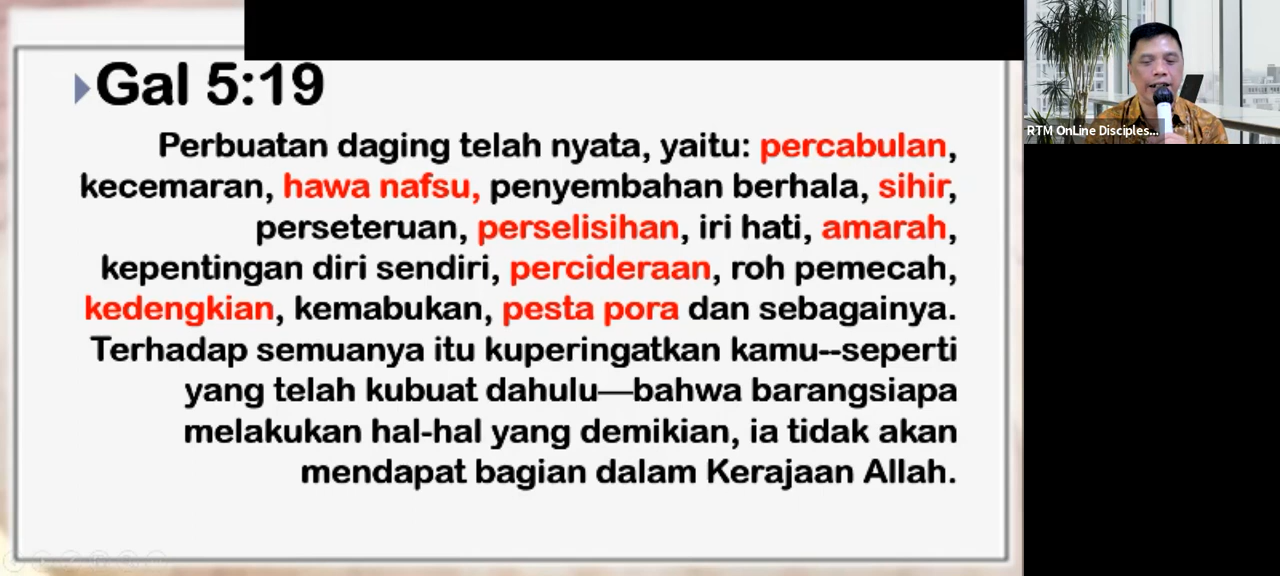 Gal 5:19
Perbuatan daging telah nyata, yaitu: percabulan,
kecemaran, hawa nafsu, penyembahan berhala, sihir,
perseteruan, perselisihan, iri hati, amarah,
kepentingan diri sendiri, percideraan, roh pemecah,
kedengkian, kemabukan, pesta pora dan sebagainya.
Terhadap semuanya itu kuperingatkan kamu--seperti
yang telah kubuat dahulu—bahwa barangsiapa
melakukan hal-hal yang demikian, ia tidak akan
mendapat bagian dalam Kerajaan Allah.
RTM OnLine Disciples...